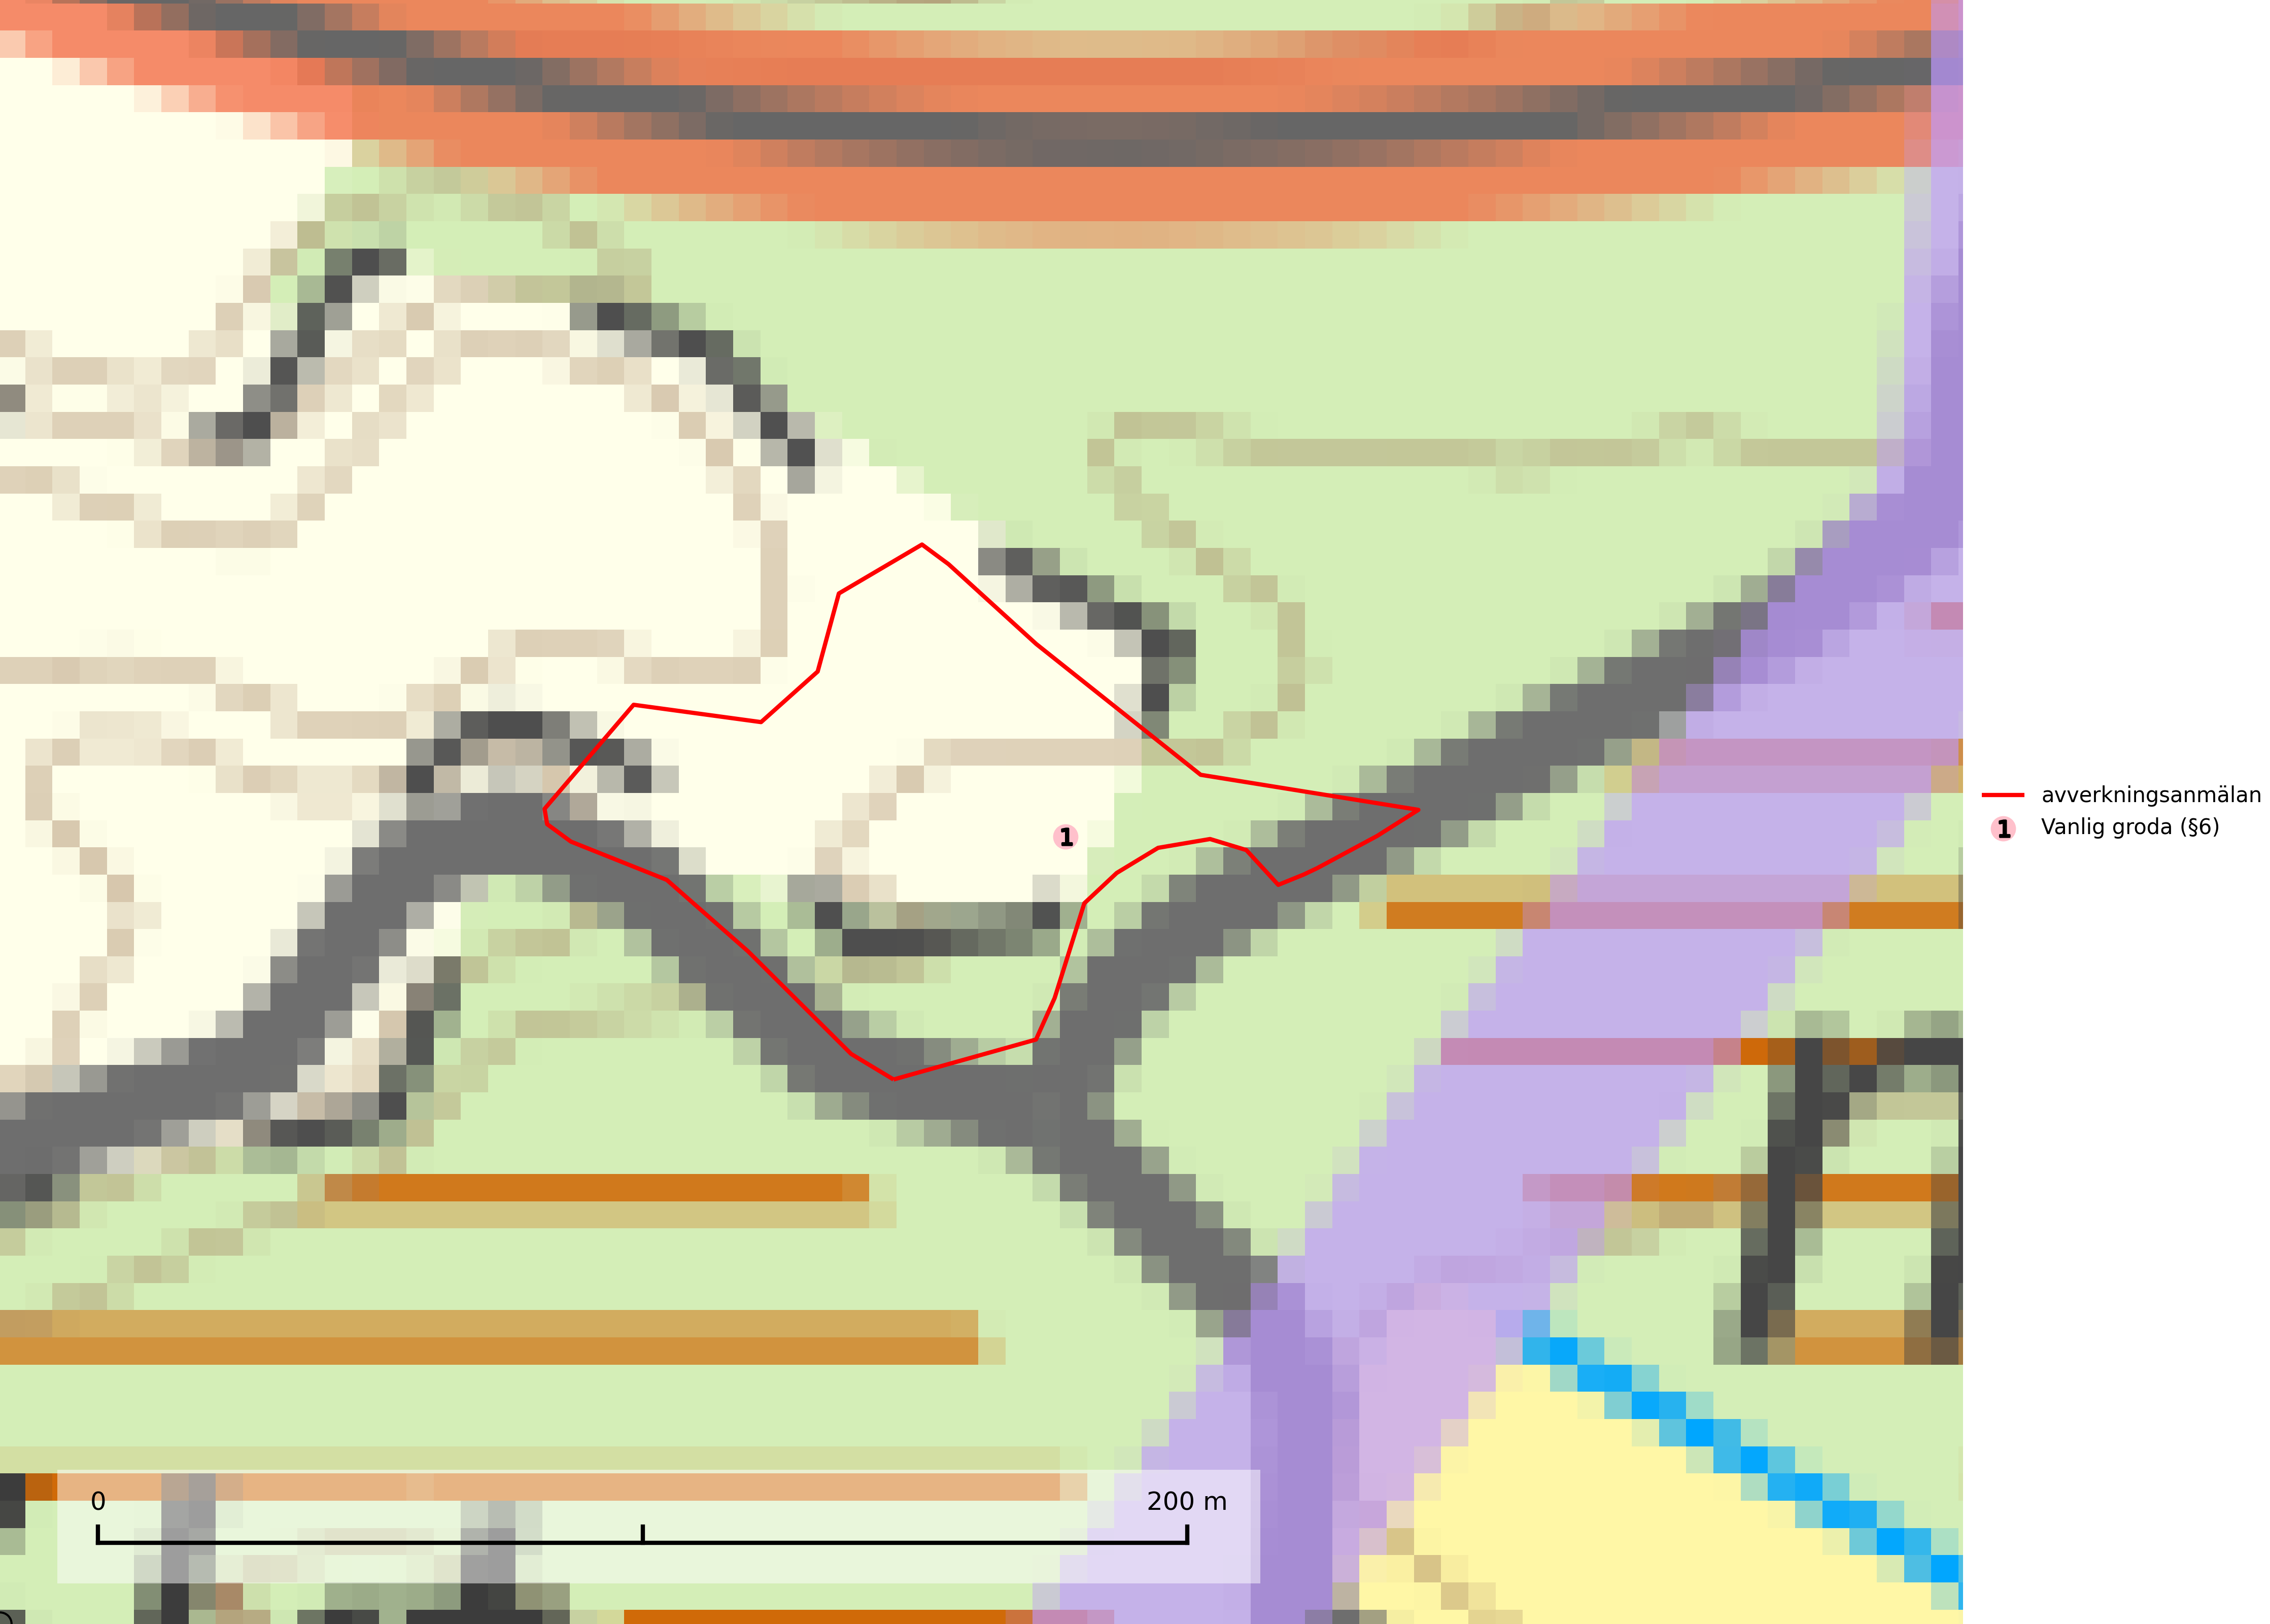 1
avverkningsanmälan
1 Vanlig groda (§6)
0 200 m